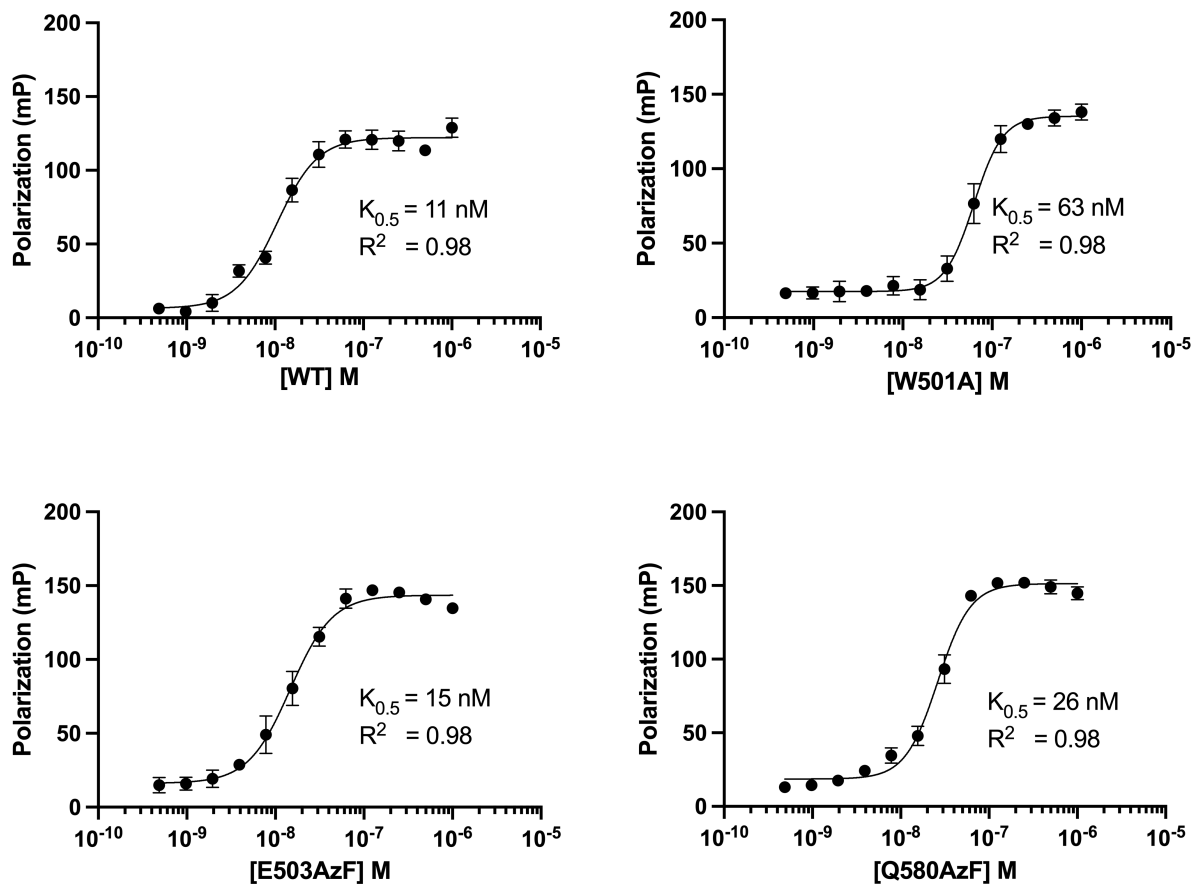 200
150
100
50
0
Polarization (mP)
K0.5 = 11 nM
R2 = 0.98
10-10 10-9 10-8 10-7 10-6 10-5
[WT] M
200
150
100
50
0
Polarization (mP)
K0.5 = 63 nM
R2 = 0.98
10-10 10-9 10-8 10-7 10-6 10-5
[W501A] M
200
150
100
50
0
Polarization (mP)
K0.5 = 15 nM
R2 = 0.98
10-10 10-9 10-8 10-7 10-6 10-5
[E503AzF] M
200
150
100
50
0
Polarization (mP)
K0.5 = 26 nM
R2 = 0.98
10-10 10-9 10-8 10-7 10-6 10-5
[Q580AzF] M